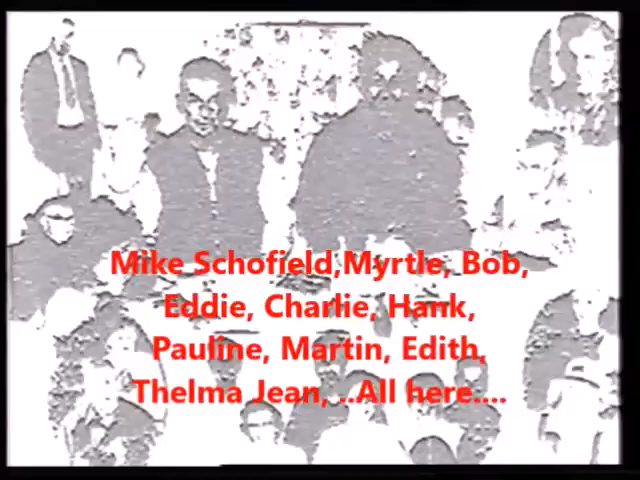 Mike Schofield,Myrtle, Bob,
Eddie, Charlie, Hank,
Pauline, Martin, Edith,
Thelma Jean, ..All here....